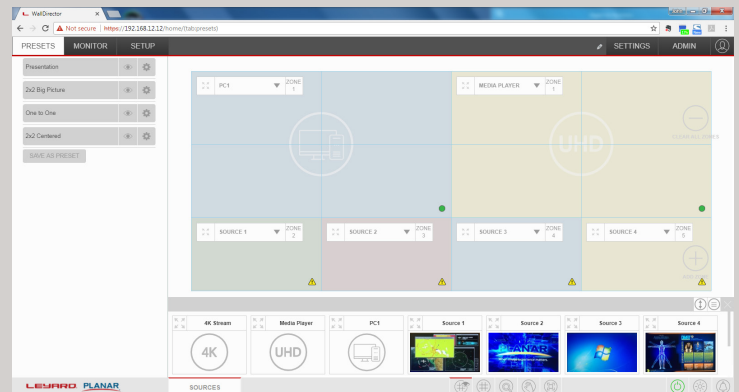 WallDirector
Not secure | https://192.168.12.12/home/(tab:presets)
PRESETS MONITOR SETUP SETTINGS ADMIN
Presentation
2x2 Big Picture
One to One
2x2 Centered
SAVE AS PRESET
PC1 ZONE 1
MEDIA PLAYER ZONE 1
UHD
SOURCE 1 ZONE 2
SOURCE 2 ZONE 3
SOURCE 3 ZONE 4
SOURCE 4 ZONE 5
4K Stream
Media Player
PC1
Source 1
Source 2
Source 3
Source 4
4K
UHD
PLANAR
LEYARD PLANAR
SOURCES